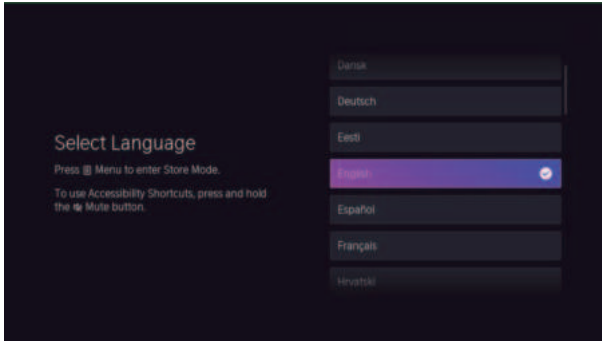 Select Language
Press Menu to enter Store Mode.
To use Accessibility Shortcuts, press and hold
the Mute button.
Dansk
Deutsch
Eesti
English
Español
Français
Hrvatski